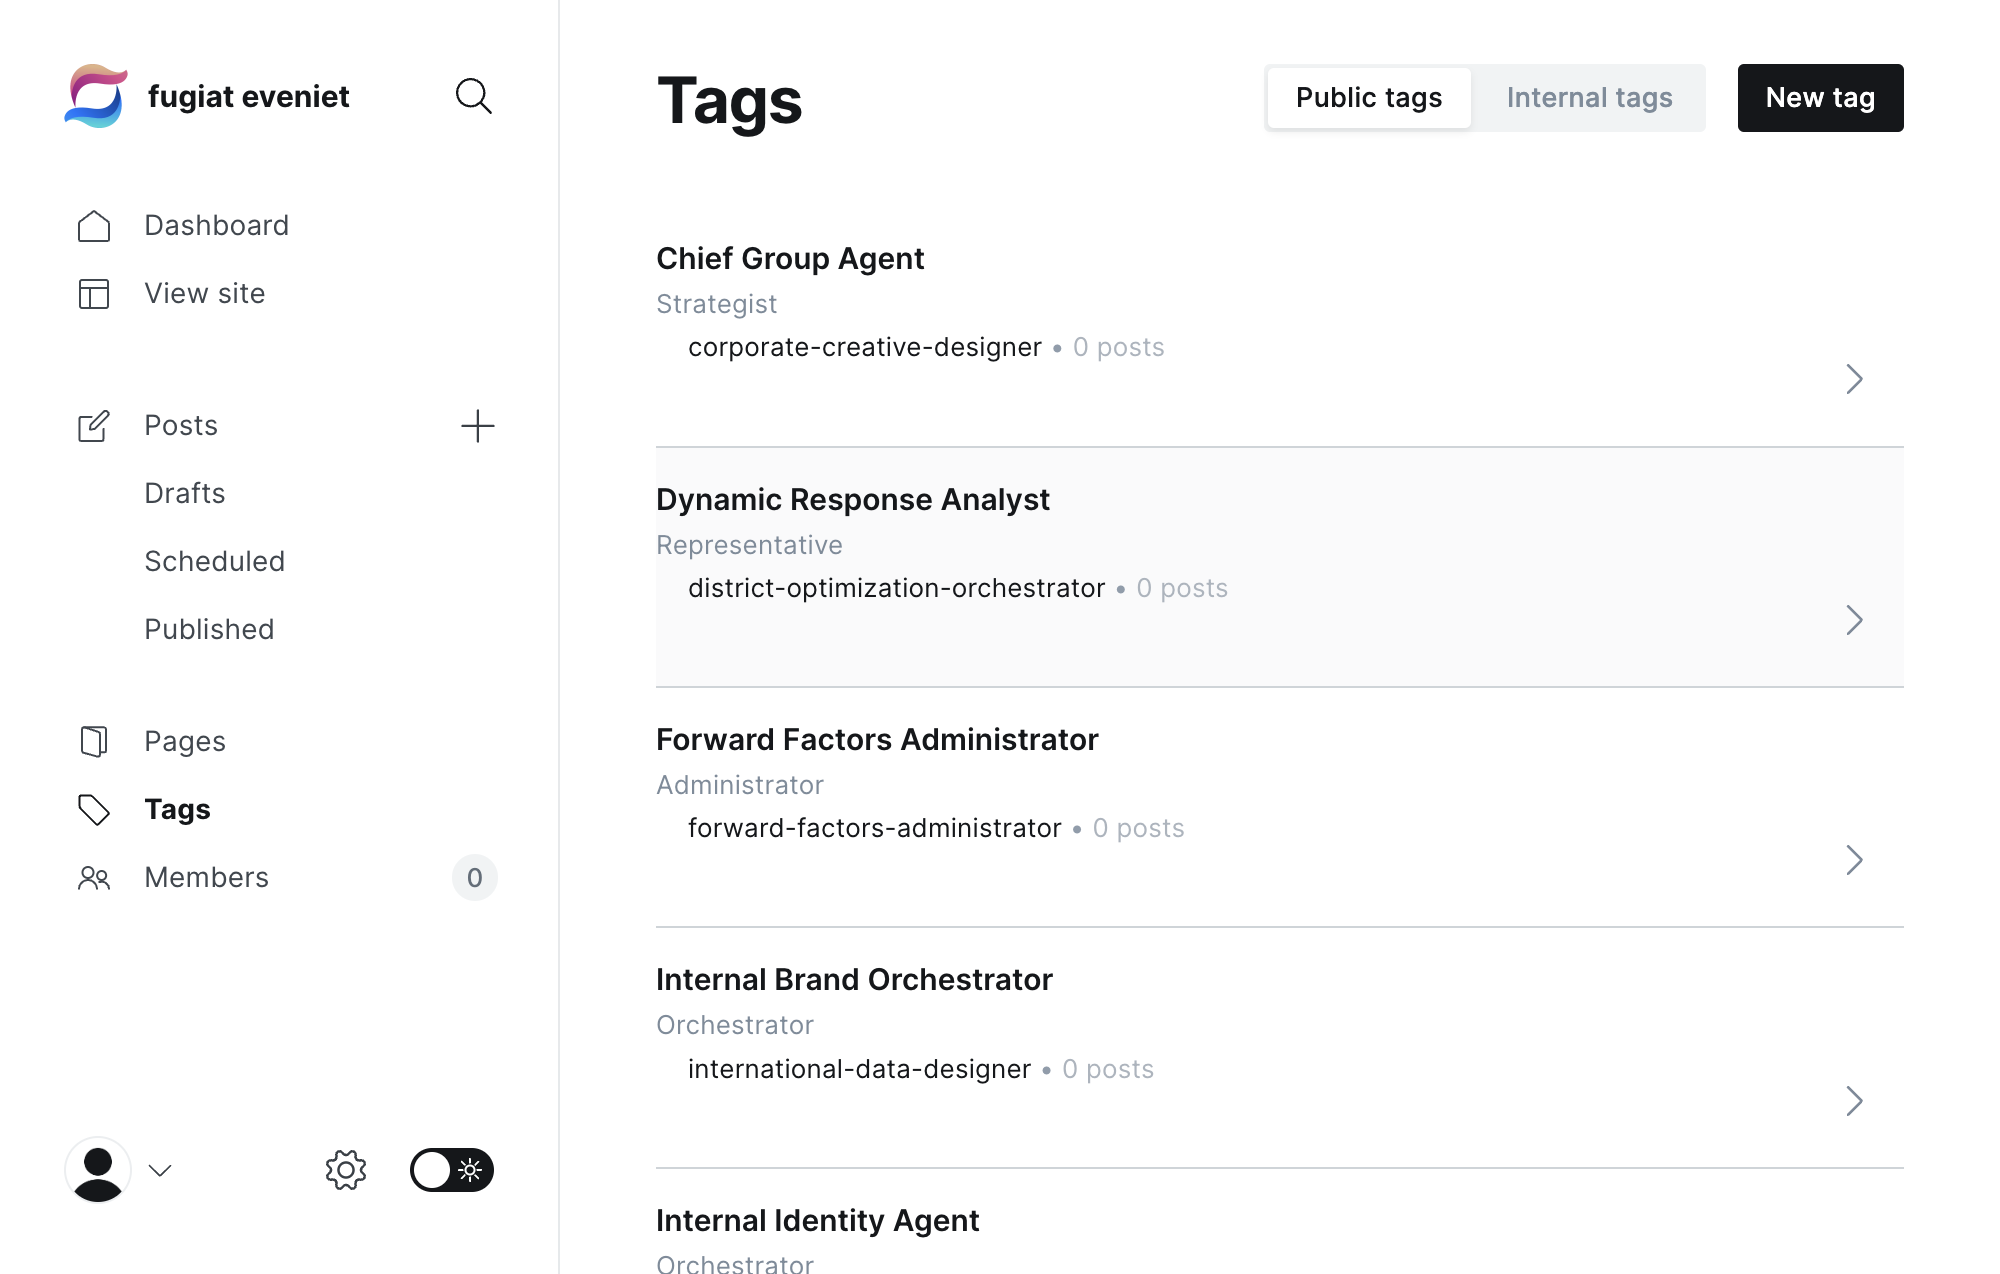 fugiat eveniet
Dashboard
View site
Posts
Drafts
Scheduled
Published
Pages
Tags
Members
0
Tags
Public tags
Internal tags
New tag
Chief Group Agent
Strategist
corporate-creative-designer • 0 posts
Dynamic Response Analyst
Representative
district-optimization-orchestrator • 0 posts
Forward Factors Administrator
Administrator
forward-factors-administrator • 0 posts
Internal Brand Orchestrator
Orchestrator
international-data-designer • 0 posts
Internal Identity Agent
Orchestrator